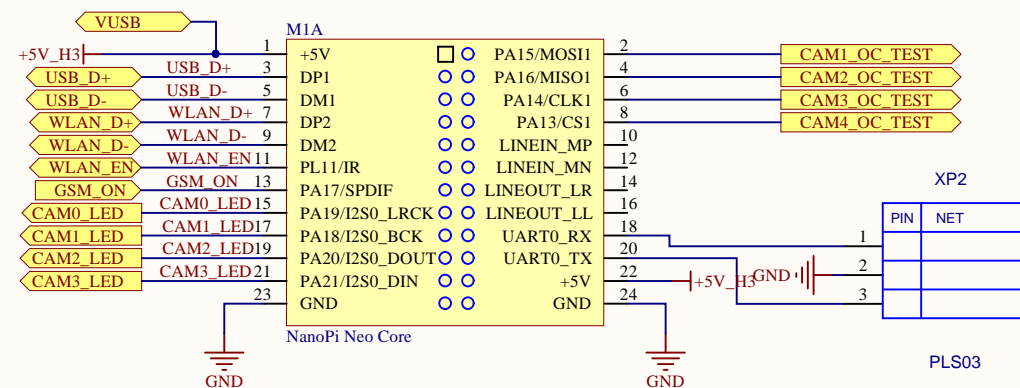 VUSB
M1A
+5V_H3 1 +5V PA15/MOSI1 2 CAM1_OC_TEST
USB_D+ USB_D+ 3 DP1 PA16/MISO1 4 CAM2_OC_TEST
USB_D- USB_D- 5 DM1 PA14/CLK1 6 CAM3_OC_TEST
WLAN_D+ WLAN_D+ 7 DP2 PA13/CS1 8 CAM4_OC_TEST
WLAN_D- WLAN_D- 9 DM2 LINEIN_MP 10
WLAN_EN WLAN_EN 11 PL11/IR LINEIN_MN 12
GSM_ON GSM_ON 13 PA17/SPDIF LINEOUT_LR 14
CAM0_LED CAM0_LED 15 PA19/I2S0_LRCK LINEOUT_LL 16
CAM1_LED CAM1_LED 17 PA18/I2S0_BCK UART0_RX 18
CAM2_LED CAM2_LED 19 PA20/I2S0_DOUT UART0_TX 20
CAM3_LED CAM3_LED 21 PA21/I2S0_DIN +5V 22 +5V_H3
23 GND GND 24
NanoPi Neo Core
GND
GND
XP2
PIN NET
1
GND 2
3
PLS03